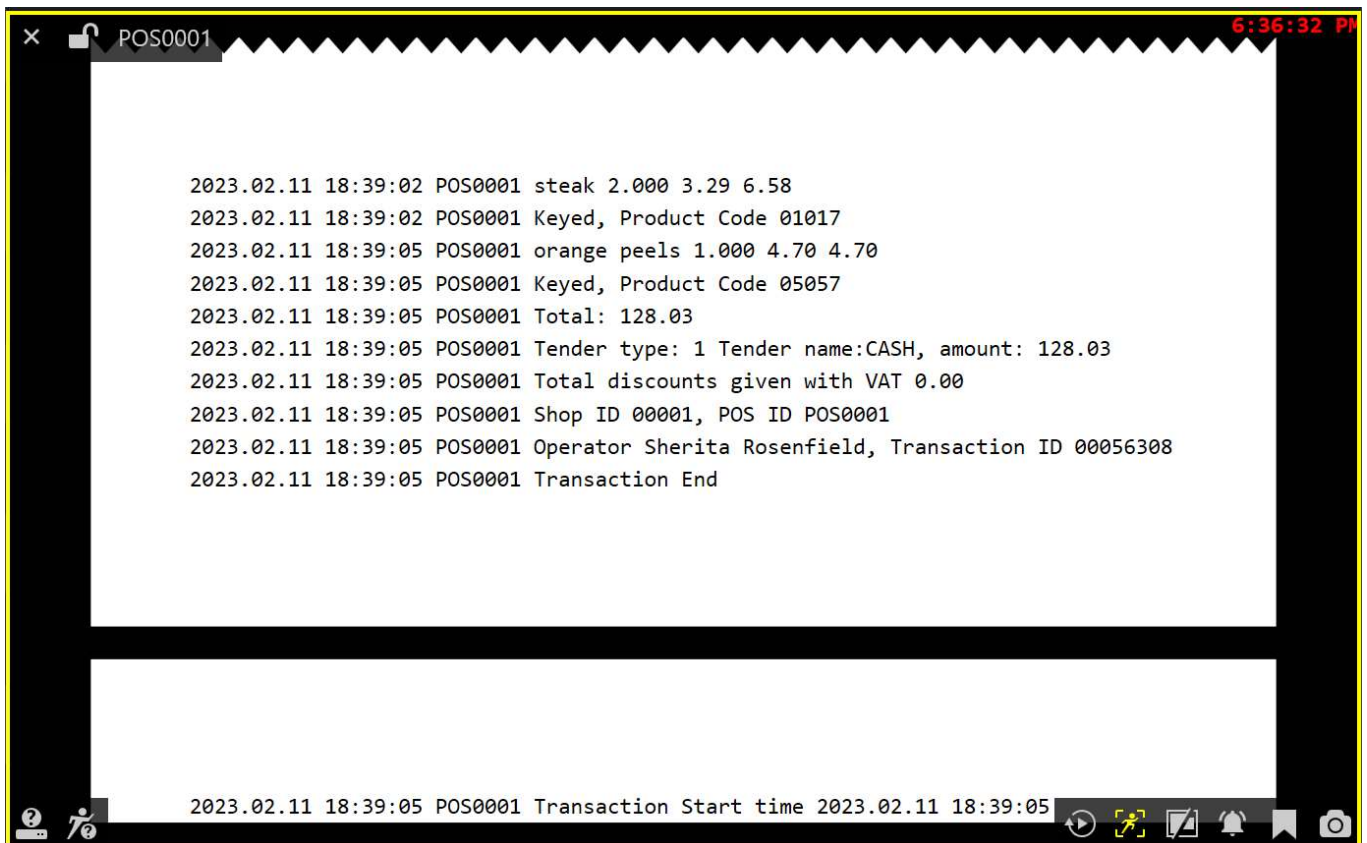 POS0001
6:36:32 PM
2023.02.11 18:39:02 POS0001 steak 2.000 3.29 6.58
2023.02.11 18:39:02 POS0001 Keyed, Product Code 01017
2023.02.11 18:39:05 POS0001 orange peels 1.000 4.70 4.70
2023.02.11 18:39:05 POS0001 Keyed, Product Code 05057
2023.02.11 18:39:05 POS0001 Total: 128.03
2023.02.11 18:39:05 POS0001 Tender type: 1 Tender name:CASH, amount: 128.03
2023.02.11 18:39:05 POS0001 Total discounts given with VAT 0.00
2023.02.11 18:39:05 POS0001 Shop ID 00001, POS ID POS0001
2023.02.11 18:39:05 POS0001 Operator Sherita Rosenfield, Transaction ID 00056308
2023.02.11 18:39:05 POS0001 Transaction End
2023.02.11 18:39:05 POS0001 Transaction Start time 2023.02.11 18:39:05